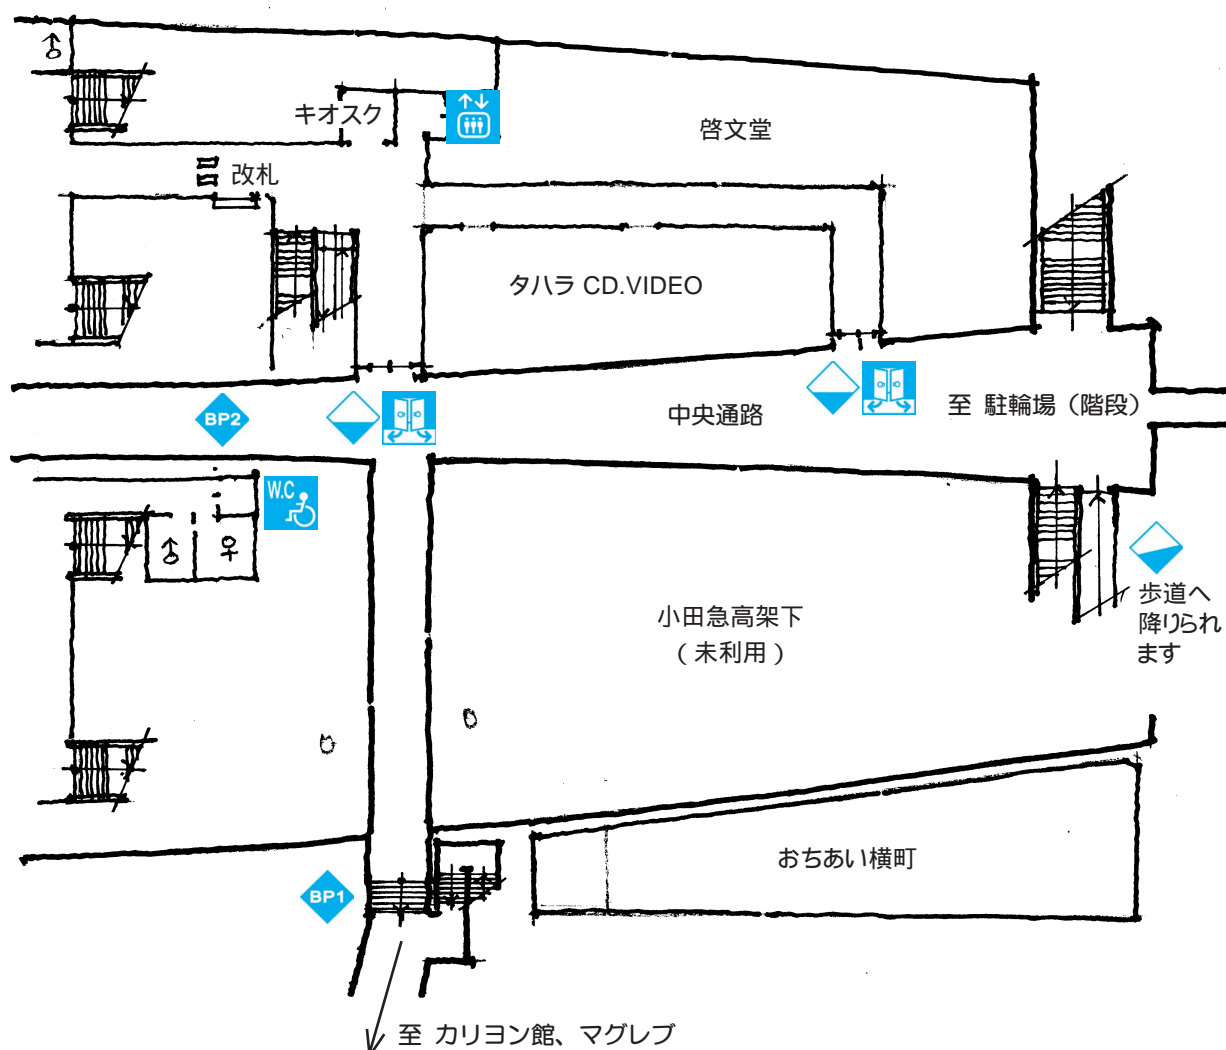 キオスク
啓文堂
改札
タハラ CD.VIDEO
BP2
中央通路
至 駐輪場（階段）
W.C
歩道へ
降りられ
ます
小田急高架下
（未利用）
おちあい横町
BP1
至 カリヨン館、マグレブ